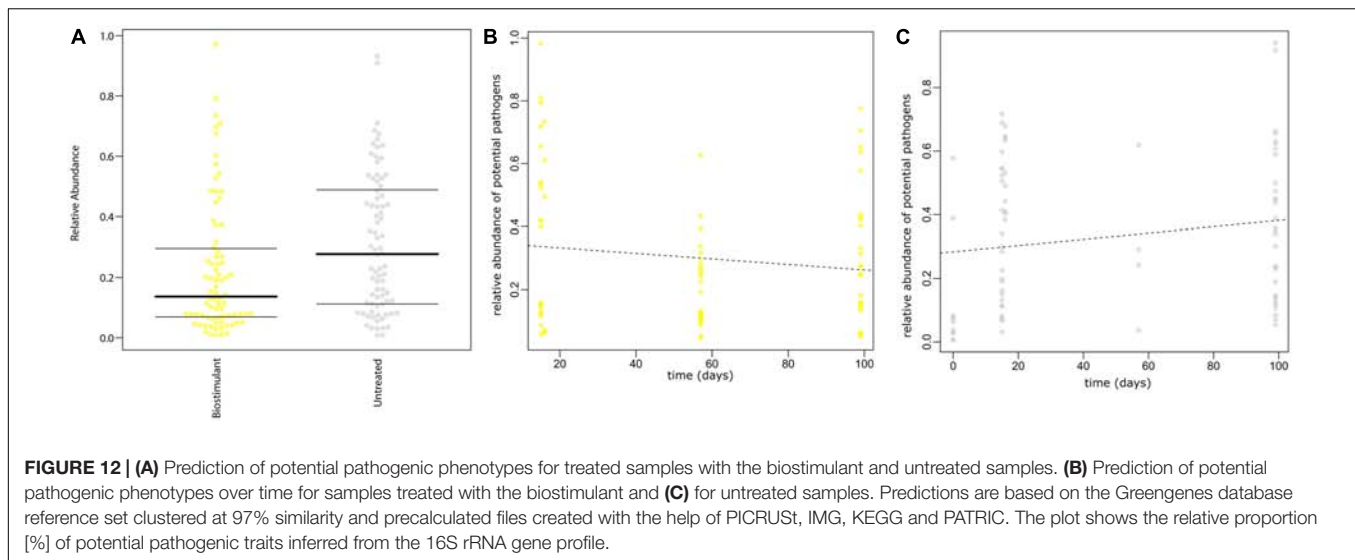 A
Relative Abundance
1.0
0.8
0.6
0.4
0.2
0.0
Biostimulant
Untreated
B
relative abundance of potential pathogens
1.0
0.8
0.6
0.4
0.2
20
40
60
80
100
time (days)
C
relative abundance of potential pathogens
0.8
0.6
0.4
0.2
0.0
0
20
40
60
80
100
time (days)
FIGURE 12 | (A) Prediction of potential pathogenic phenotypes for treated samples with the biostimulant and untreated samples. (B) Prediction of potential
pathogenic phenotypes over time for samples treated with the biostimulant and (C) for untreated samples. Predictions are based on the Greengenes database
reference set clustered at 97% similarity and precalculated files created with the help of PICRUSt, IMG, KEGG and PATRIC. The plot shows the relative proportion
[%] of potential pathogenic traits inferred from the 16S rRNA gene profile.